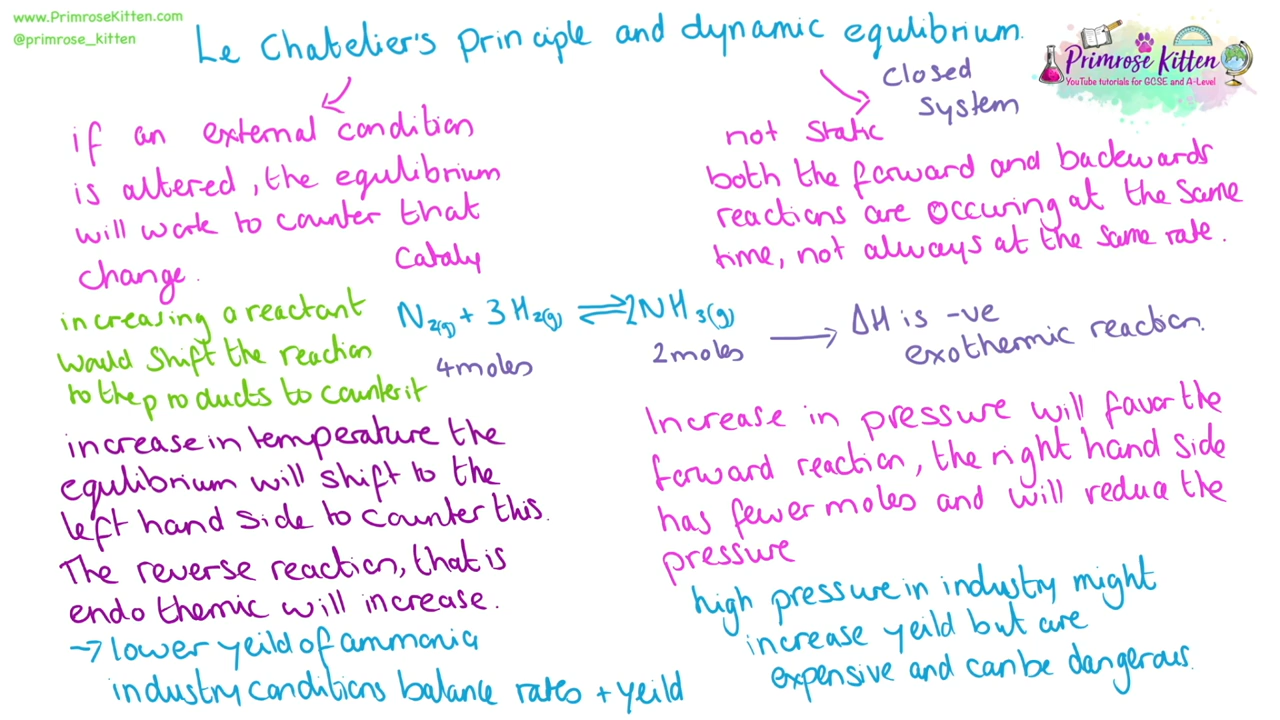 www.PrimroseKitten.com
@primrose_kitten
Le Chatelier's principle and dynamic equlibrium.
Primrose Kitten
YouTube tutorials for GCSE and A-Level
closed
system
if an external condition
is altered, the equlibrium
will work to counter that
change.
not static
both the forward and backwards
reactions are occuring at the same
time, not always at the same rate.
Cataly
increasing a reactant
would shift the reaction
to the products to counter it
N2(g) + 3H2(g) ⇌ 2NH3(g)
4moles
2moles
→ ΔH is -ve
exothermic reaction.
increase in temperature the
equlibrium will shift to the
left hand side to counter this.
The reverse reaction, that is
endothemic will increase.
→ lower yeild of ammonia
industry conditions balance rates + yeild
Increase in pressure will favor the
forward reaction, the right hand side
has fewer moles and will reduce the
pressure
high pressure in industry might
increase yeild but are
expensive and can be dangerous.